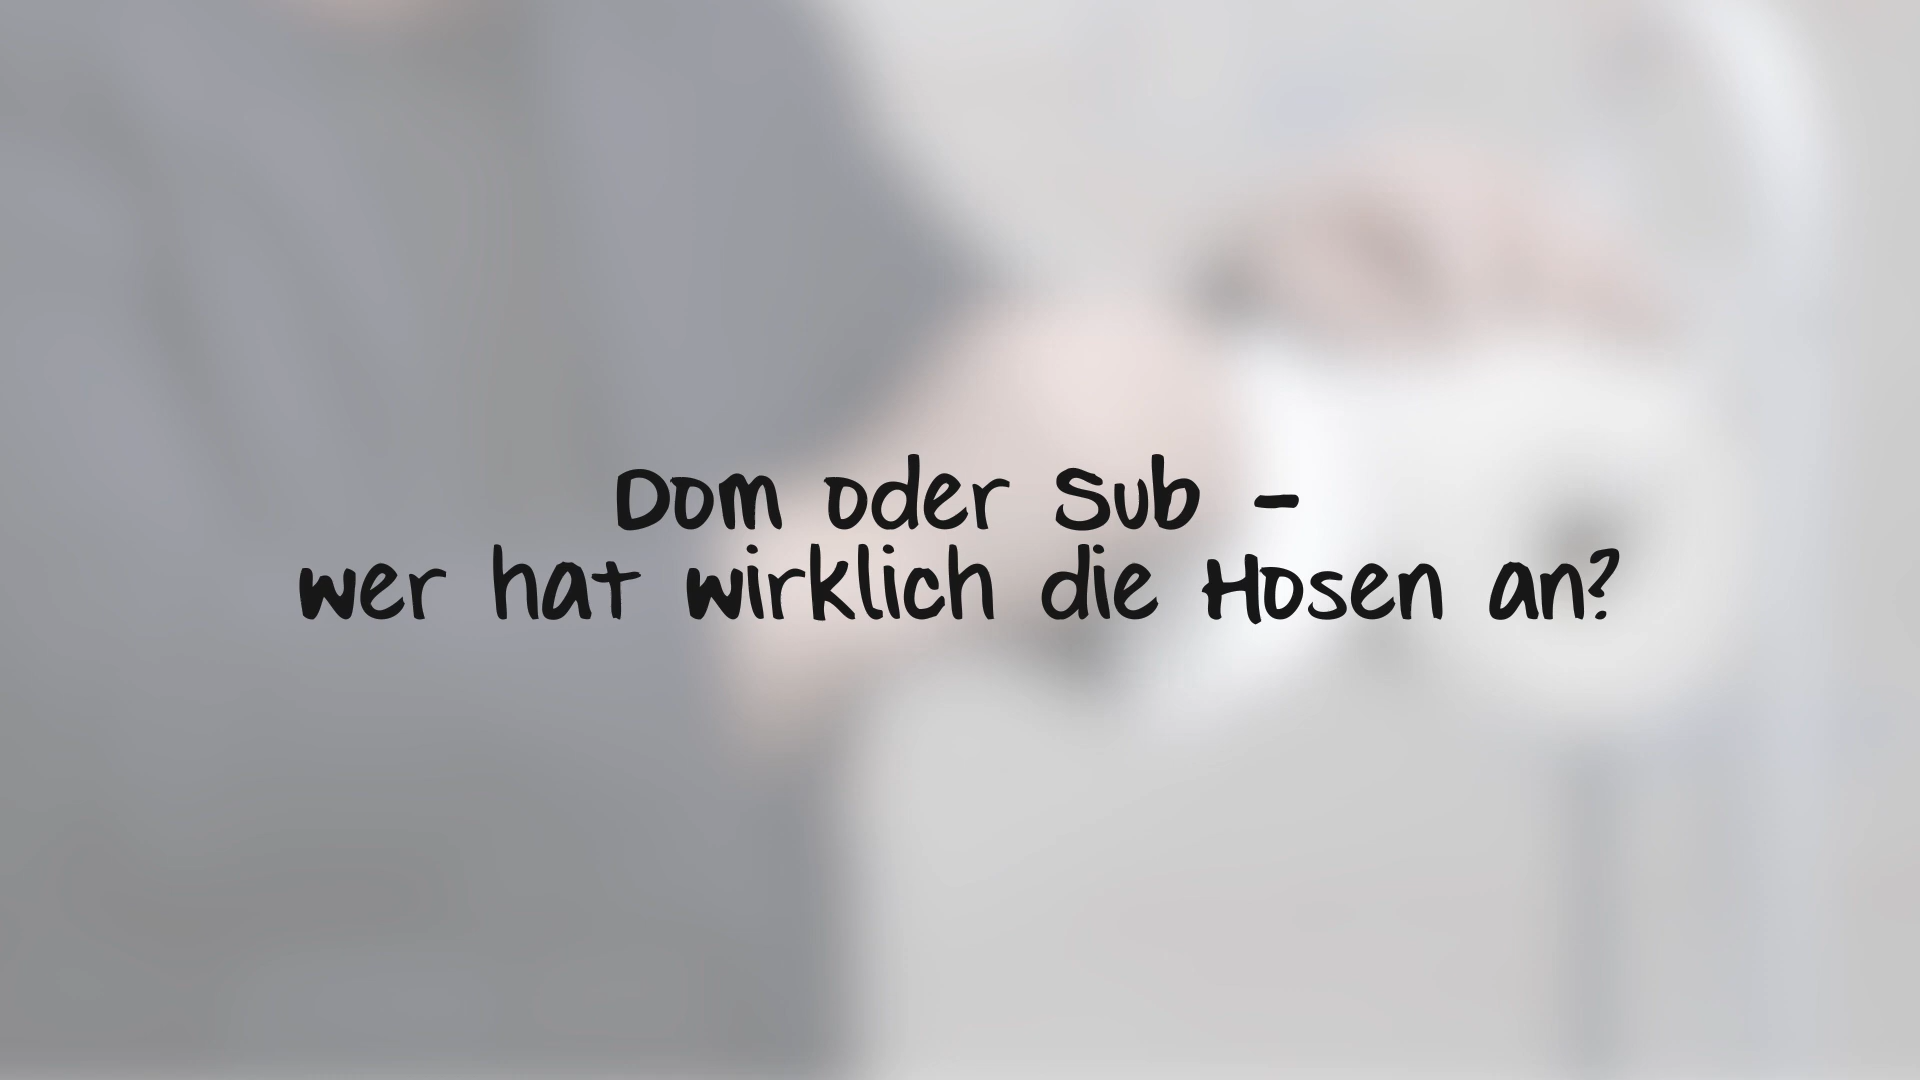 Dom oder Sub -
wer hat wirklich die Hosen an?